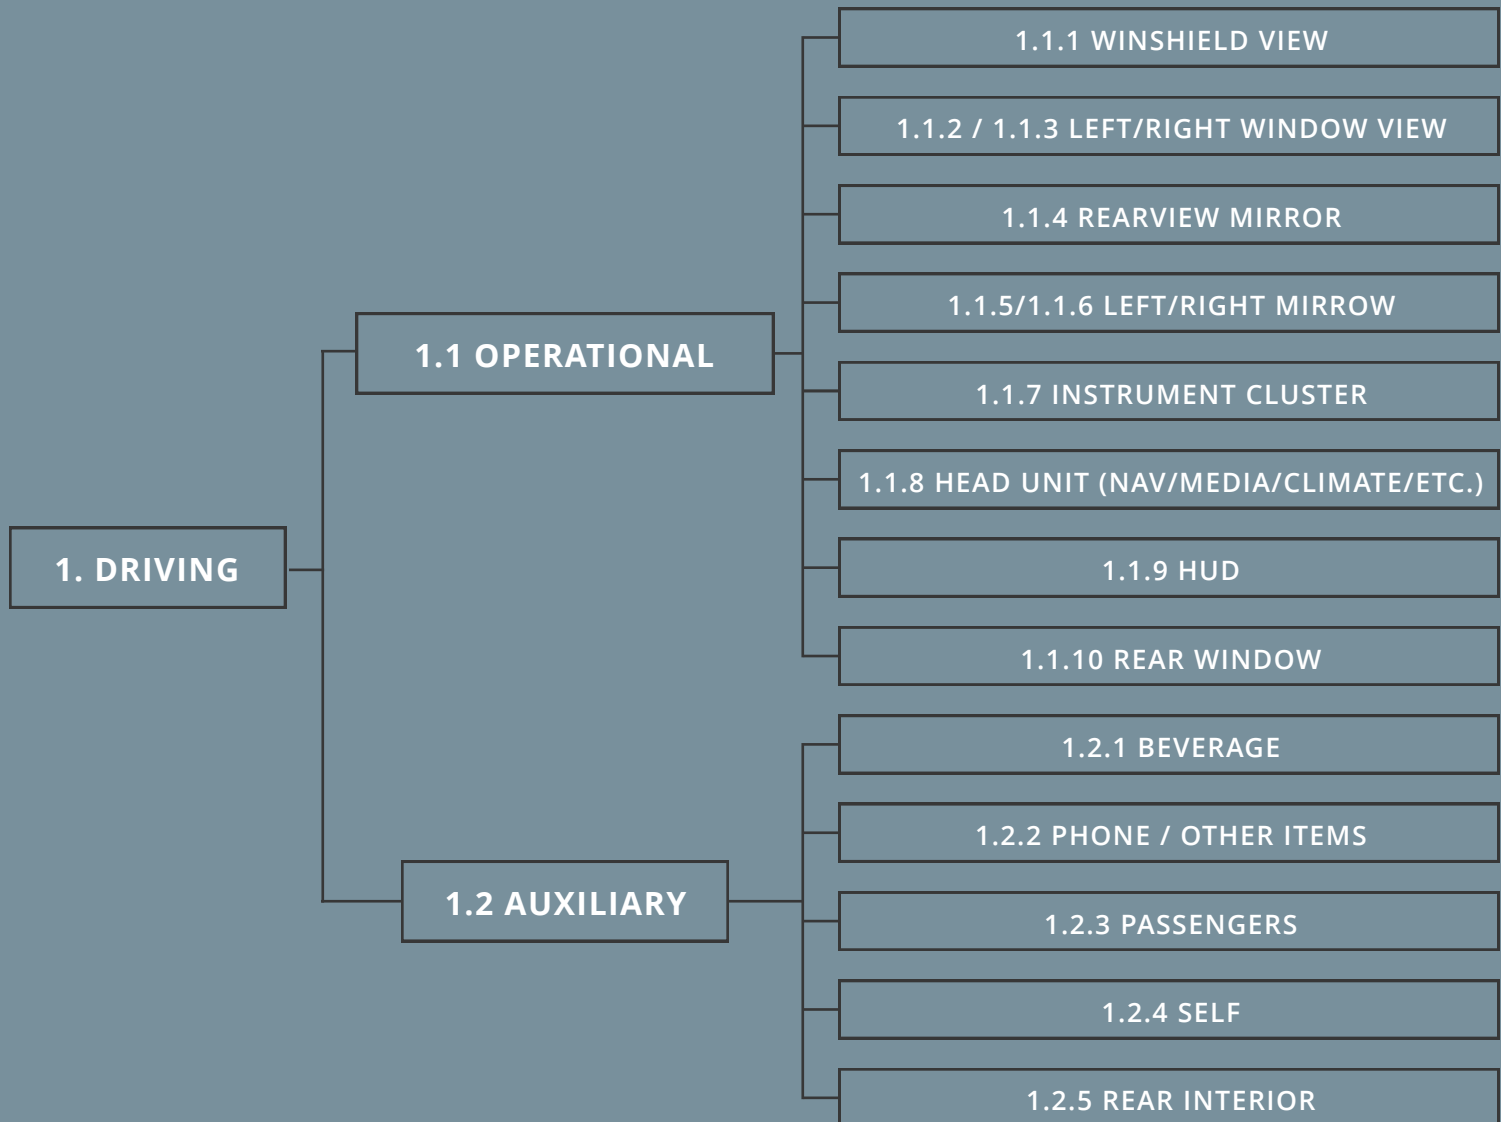 1.1.1 WINSHIELD VIEW
1.1.2 / 1.1.3 LEFT/RIGHT WINDOW VIEW
1.1.4 REARVIEW MIRROR
1.1.5/1.1.6 LEFT/RIGHT MIRROW
1.1 OPERATIONAL
1.1.7 INSTRUMENT CLUSTER
1.1.8 HEAD UNIT (NAV/MEDIA/CLIMATE/ETC.)
1. DRIVING
1.1.9 HUD
1.1.10 REAR WINDOW
1.2.1 BEVERAGE
1.2.2 PHONE / OTHER ITEMS
1.2 AUXILIARY
1.2.3 PASSENGERS
1.2.4 SELF
1.2.5 REAR INTERIOR